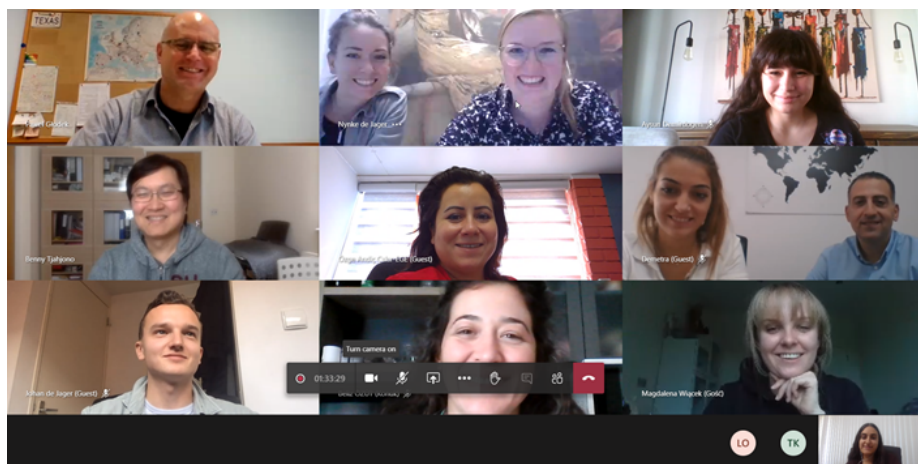 TEXAS
Nynke de Jager
Benny Tjahjono
(Guest)
Demetra (Guest)
Turn camera on
01:33:29
Johan de Jager (Guest)
Magdalena Wiącek (Gość)
LO
TK